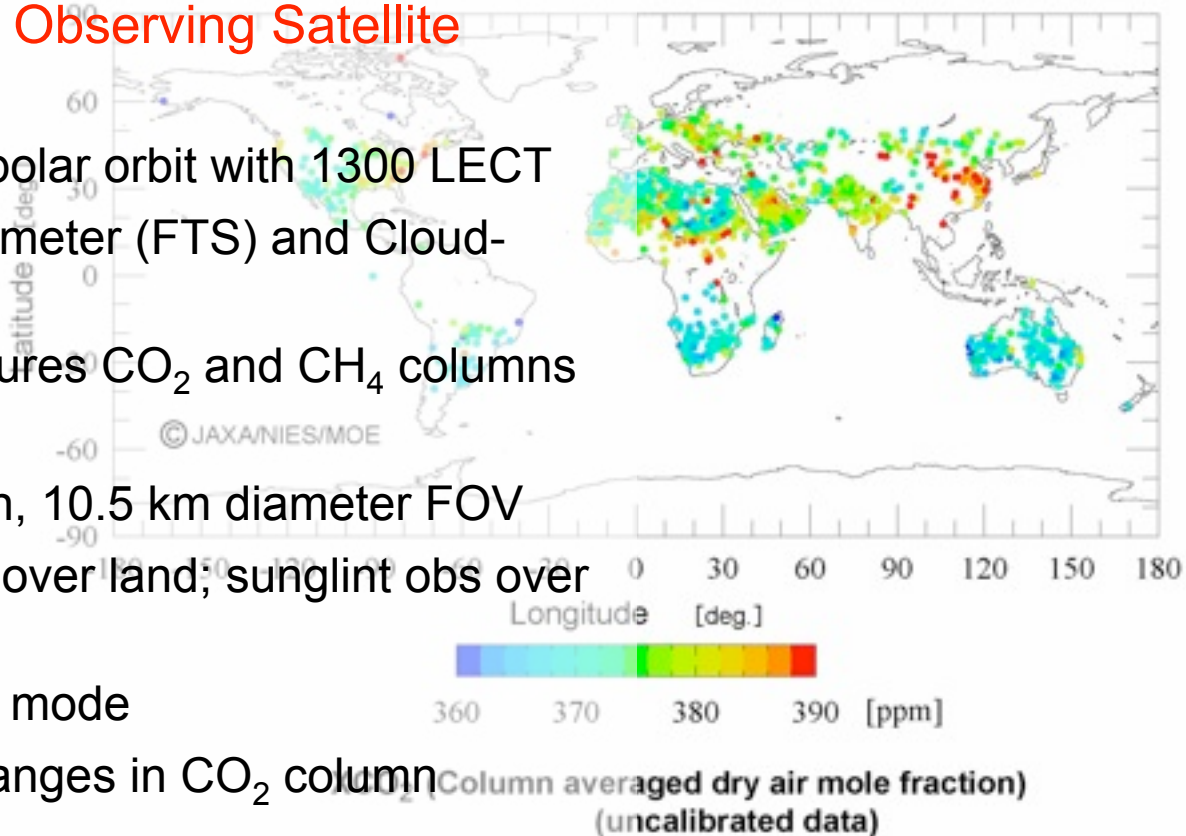 Observing Satellite
polar orbit with 1300 LECT
meter (FTS) and Cloud-
ures CO₂ and CH₄ columns
, 10.5 km diameter FOV
over land; sunglint obs over
mode
anges in CO₂ column
60
30
0
-60
-90
©JAXA/NIES/MOE
0 30 60 90 120 150 180
Longitude [deg.]
360 370 380 390 [ppm]
(Column averaged dry air mole fraction)
(uncalibrated data)